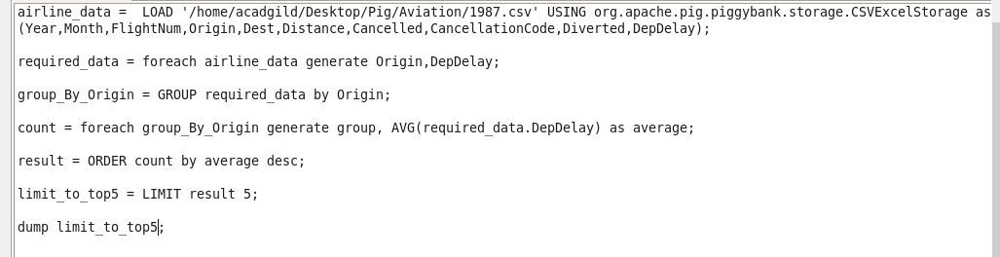 airline_data =  LOAD '/home/acadgild/Desktop/Pig/Aviation/1987.csv' USING org.apache.pig.piggybank.storage.CSVExcelStorage as
(Year,Month,FlightNum,Origin,Dest,Distance,Cancelled,CancellationCode,Diverted,DepDelay);
required_data = foreach airline_data generate Origin,DepDelay;
group_By_Origin = GROUP required_data by Origin;
count = foreach group_By_Origin generate group, AVG(required_data.DepDelay) as average;
result = ORDER count by average desc;
limit_to_top5 = LIMIT result 5;
dump limit_to_top5;